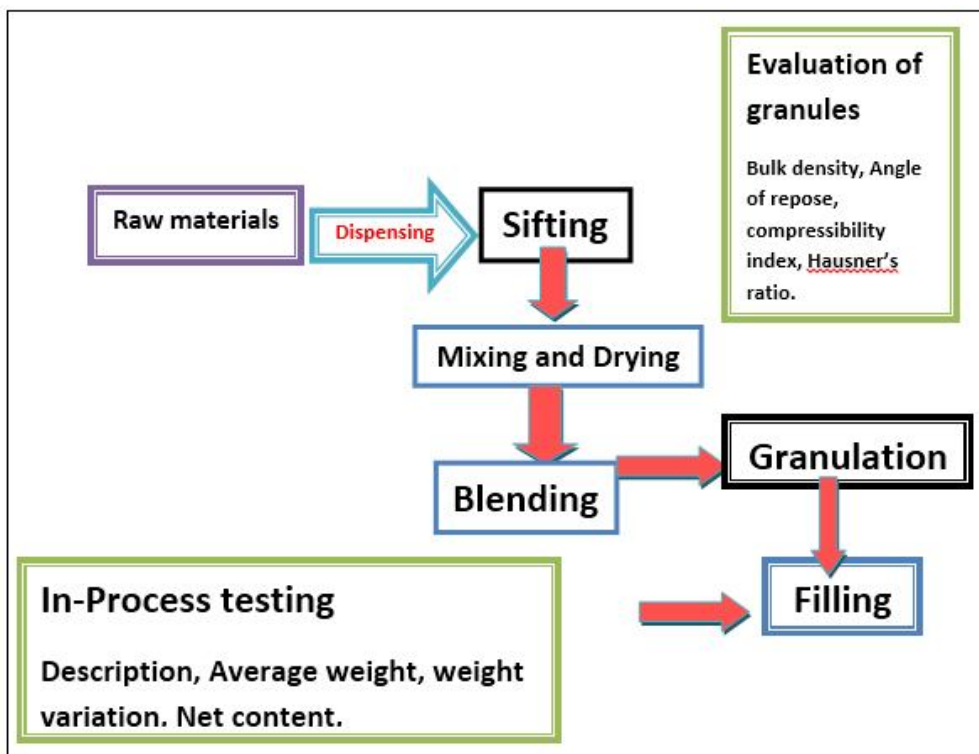 Evaluation of
granules
Bulk density, Angle
of repose,
compressibility
index, Hausner's
ratio.
Raw materials
Dispensing
Sifting
Mixing and Drying
Blending
Granulation
In-Process testing
Description, Average weight, weight
variation. Net content.
Filling